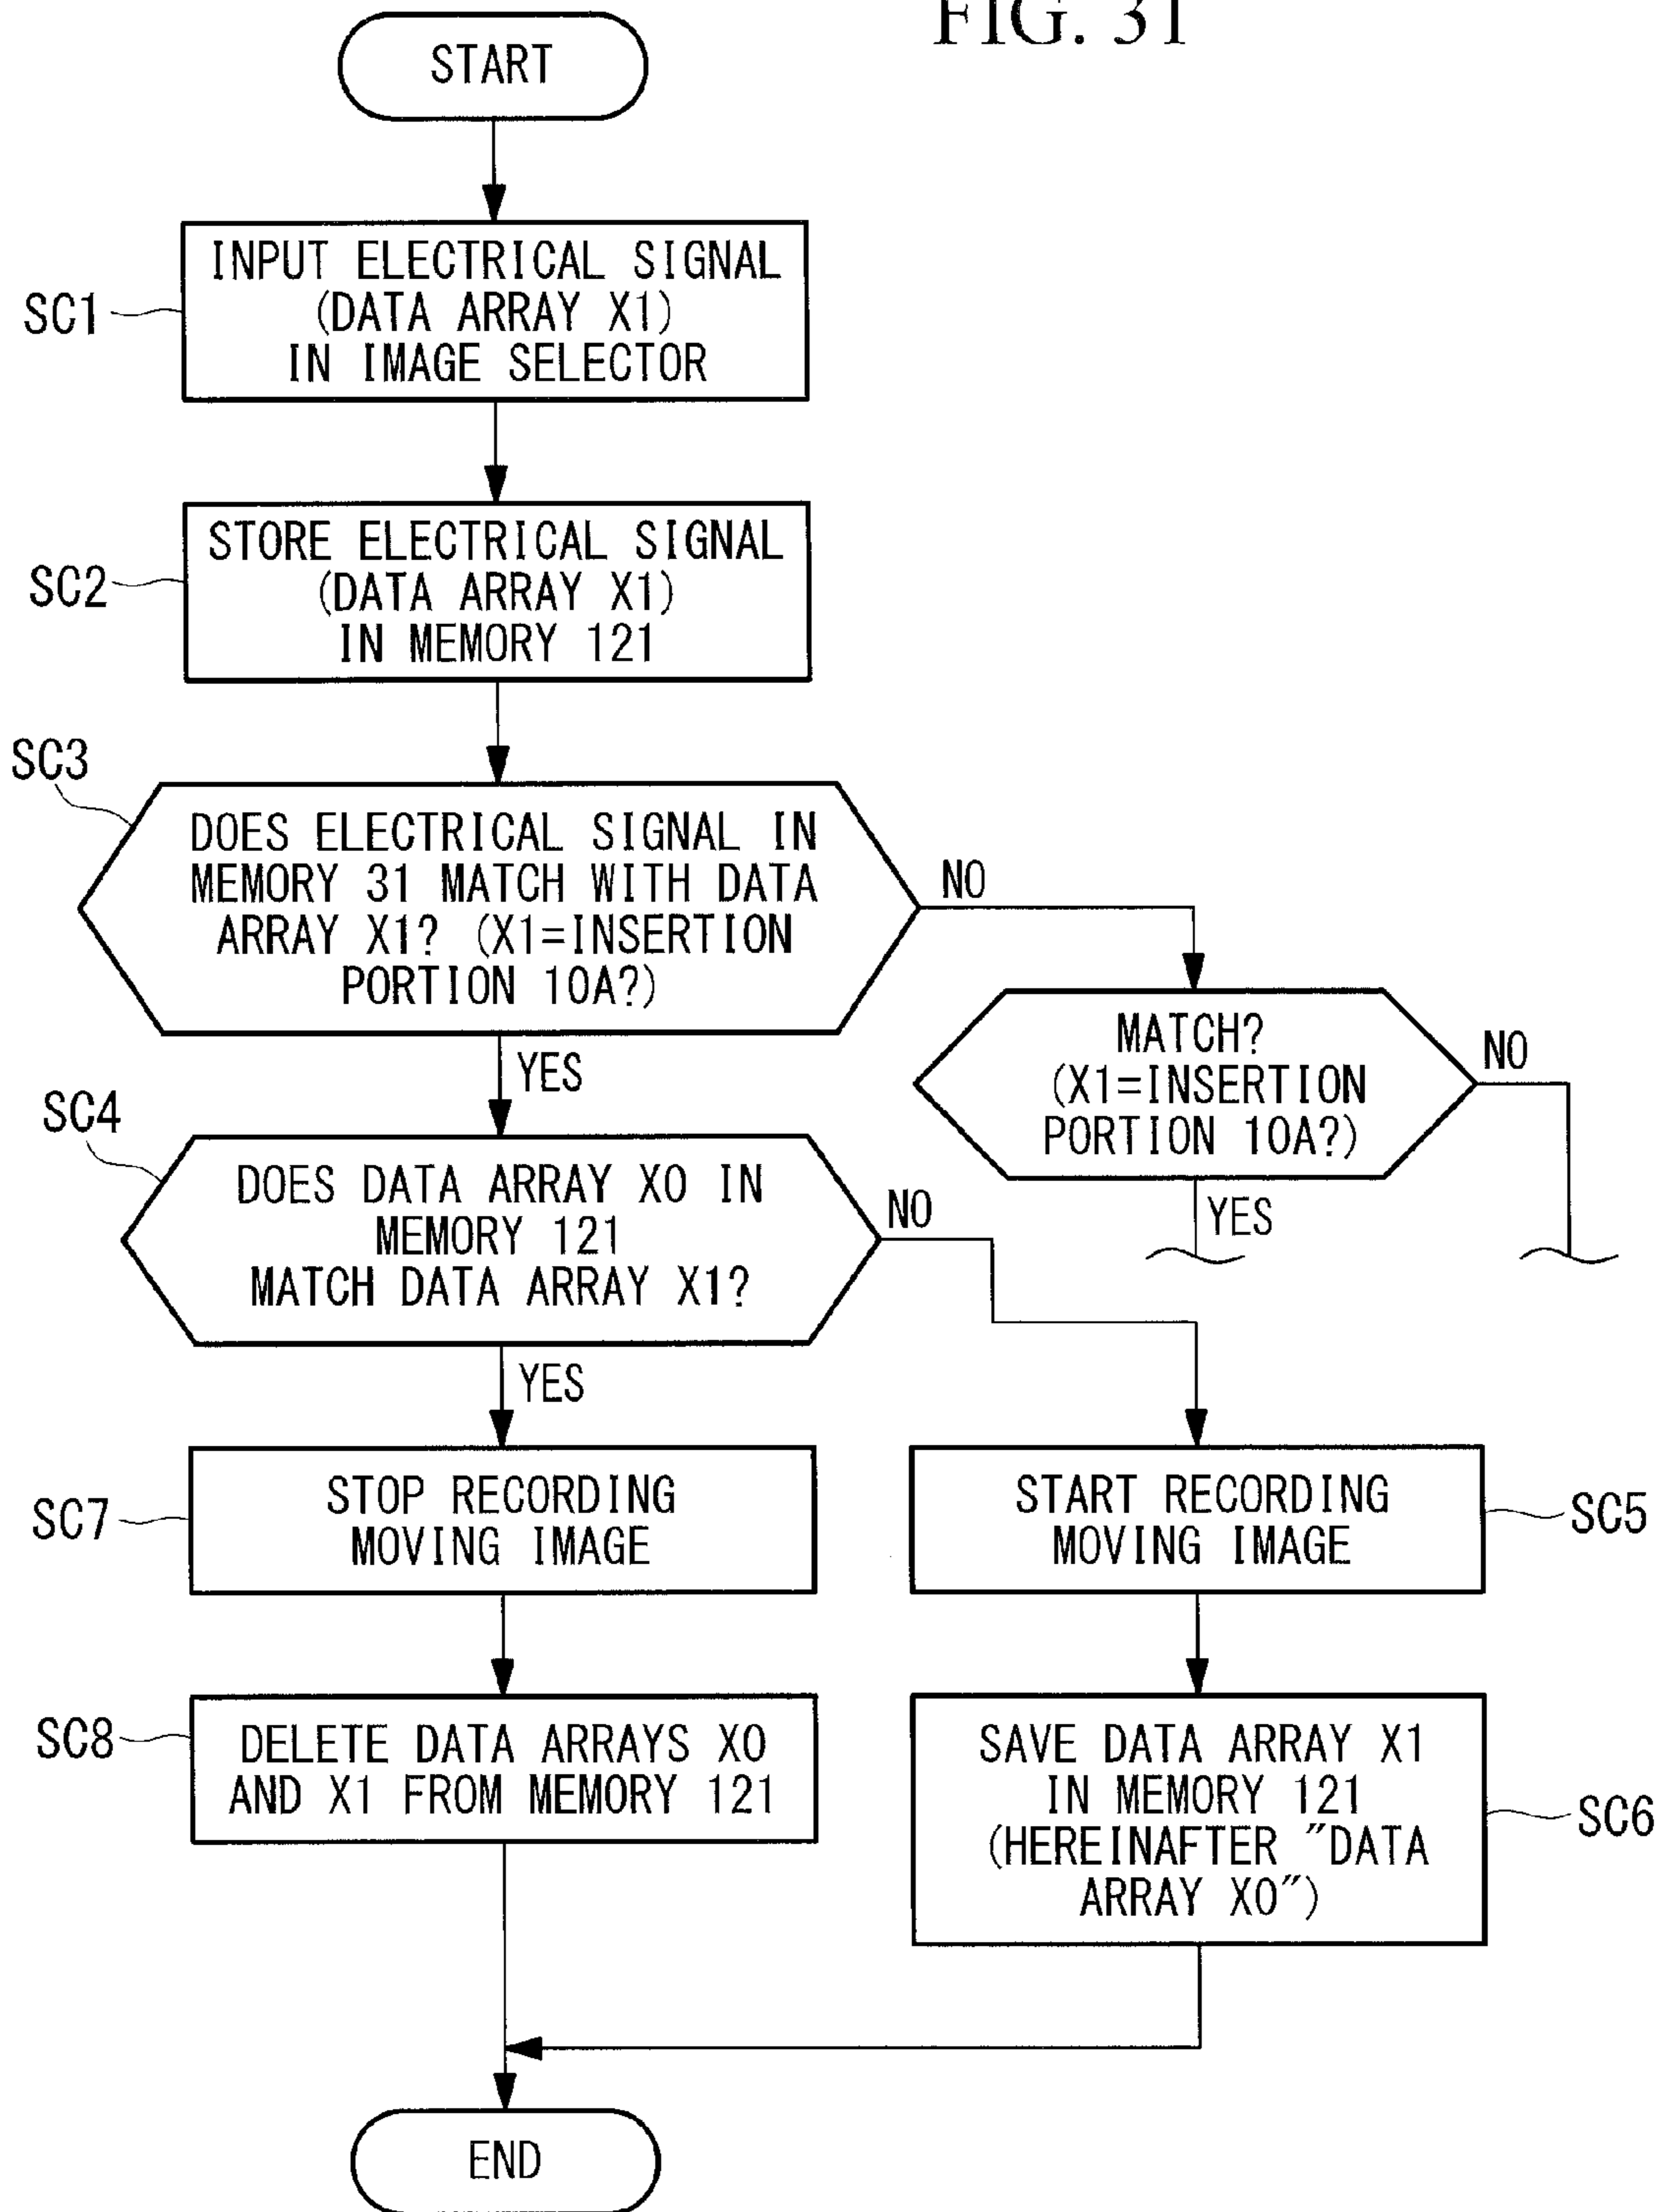 FIG. 31
START
SC1
INPUT ELECTRICAL SIGNAL
(DATA ARRAY X1)
IN IMAGE SELECTOR
SC2
STORE ELECTRICAL SIGNAL
(DATA ARRAY X1)
IN MEMORY 121
SC3
DOES ELECTRICAL SIGNAL IN
MEMORY 31 MATCH WITH DATA
ARRAY X1? (X1=INSERTION
PORTION 10A?)
NO
YES
MATCH?
(X1=INSERTION
PORTION 10A?)
NO
YES
SC4
DOES DATA ARRAY X0 IN
MEMORY 121
MATCH DATA ARRAY X1?
NO
YES
SC7
STOP RECORDING
MOVING IMAGE
START RECORDING
MOVING IMAGE
SC5
SC8
DELETE DATA ARRAYS X0
AND X1 FROM MEMORY 121
SAVE DATA ARRAY X1
IN MEMORY 121
(HEREINAFTER "DATA
ARRAY X0")
SC6
END